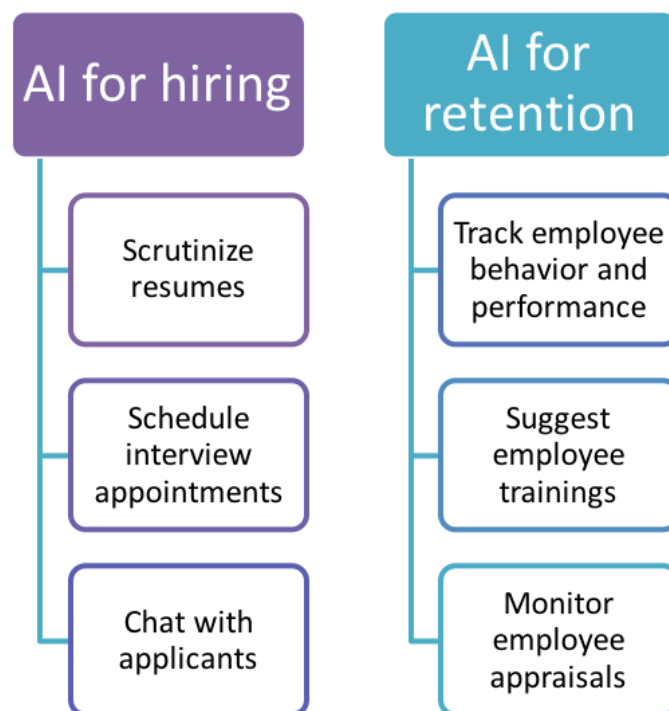 AI for hiring
Scrutinize
resumes
Schedule
interview
appointments
Chat with
applicants
AI for
retention
Track employee
behavior and
performance
Suggest
employee
trainings
Monitor
employee
appraisals